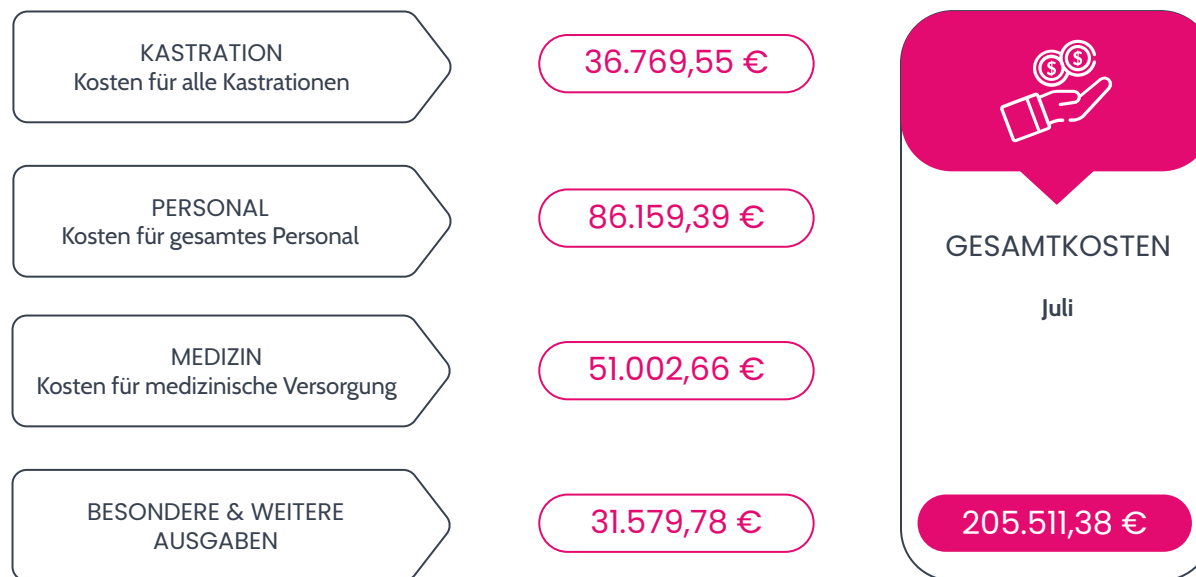 KASTRATION
Kosten für alle Kastrationen
36.769,55 €
PERSONAL
Kosten für gesamtes Personal
86.159,39 €
MEDIZIN
Kosten für medizinische Versorgung
51.002,66 €
BESONDERE & WEITERE
AUSGABEN
31.579,78 €
$ $
GESAMTKOSTEN
Juli
205.511,38 €